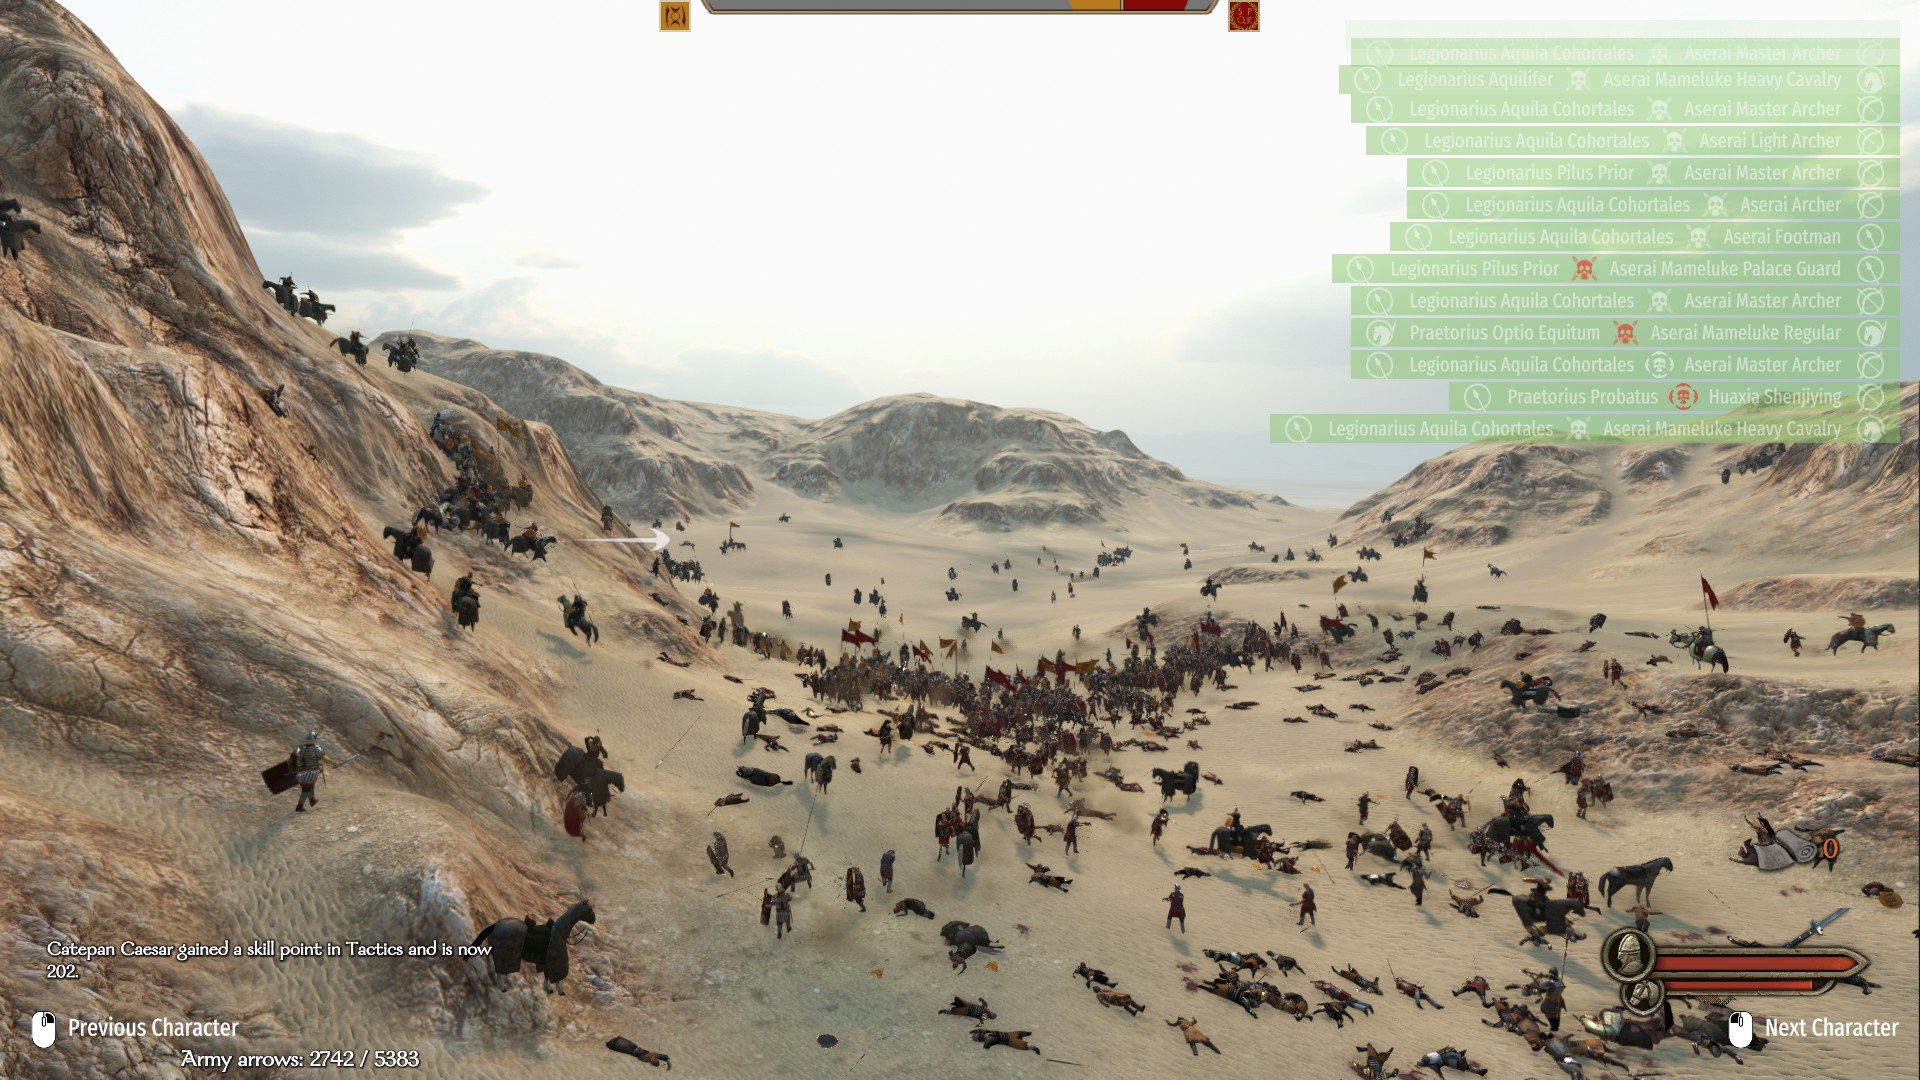 SPQR
Legionarius Aquila Cohortales Aserai Master Archer
Legionarius Aquilifer Aserai Mameluke Heavy Cavalry
Legionarius Aquila Cohortales Aserai Master Archer
Legionarius Aquila Cohortales Aserai Light Archer
Legionarius Pilus Prior Aserai Master Archer
Legionarius Aquila Cohortales Aserai Archer
Legionarius Aquila Cohortales Aserai Footman
Legionarius Pilus Prior Aserai Mameluke Palace Guard
Legionarius Aquila Cohortales Aserai Master Archer
Praetorius Optio Equitum Aserai Mameluke Regular
Legionarius Aquila Cohortales Aserai Master Archer
Praetorius Probatus Huaxia Shenjiying
Legionarius Aquila Cohortales Aserai Mameluke Heavy Cavalry
0
Catepan Caesar gained a skill point in Tactics and is now
202.
Previous Character
Next Character
Army arrows: 2742 / 5383